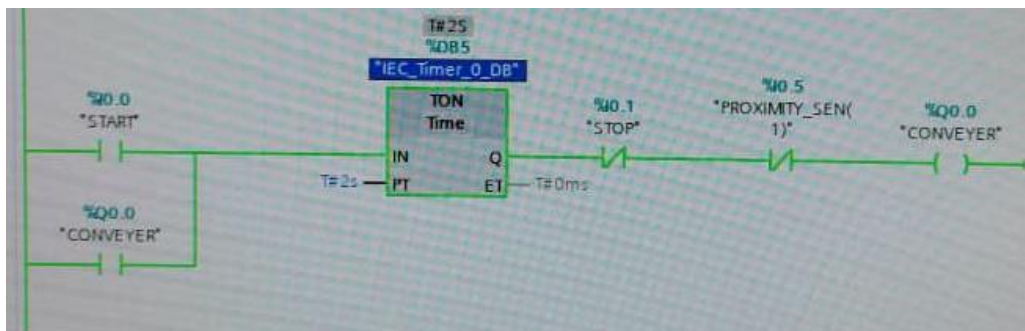 T#2S
%DB5
"IEC_Timer_0_DB"
%I0.0
"START"
TON
Time
IN
Q
T#2s
PT
ET
T#0ms
%I0.1
"STOP"
%I0.5
"PROXIMITY_SEN(
1)"
%Q0.0
"CONVEYER"
%Q0.0
"CONVEYER"